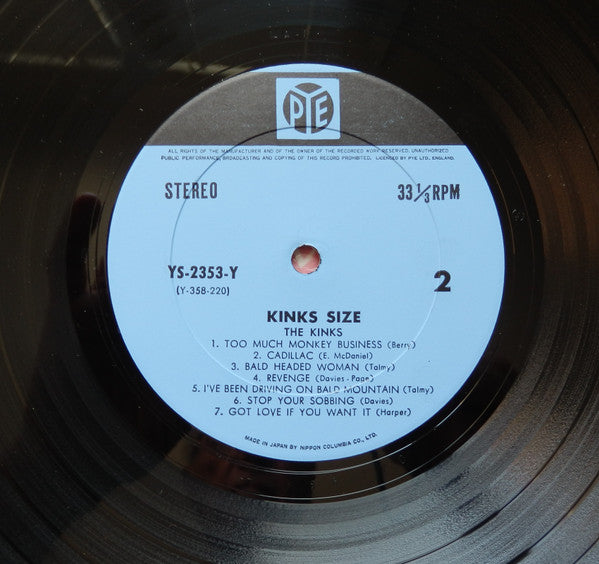 PYE
ALL RIGHTS OF THE MANUFACTURER AND OF THE OWNER OF THE RECORDED WORK RESERVED. UNAUTHORIZED
PUBLIC PERFORMANCE, BROADCASTING AND COPYING OF THIS RECORD PROHIBITED. LICENSED BY PYE LTD., ENGLAND.
STEREO 33 1/3 RPM
YS-2353-Y 2
(Y-358-220)
KINKS SIZE
THE KINKS
1. TOO MUCH MONKEY BUSINESS (Berry)
2. CADILLAC (E. McDaniel)
3. BALD HEADED WOMAN (Talmy)
4. REVENGE (Davies-Page)
5. I'VE BEEN DRIVING ON BALD MOUNTAIN (Talmy)
6. STOP YOUR SOBBING (Davies)
7. GOT LOVE IF YOU WANT IT (Harper)
MADE IN JAPAN BY NIPPON COLUMBIA CO., LTD.